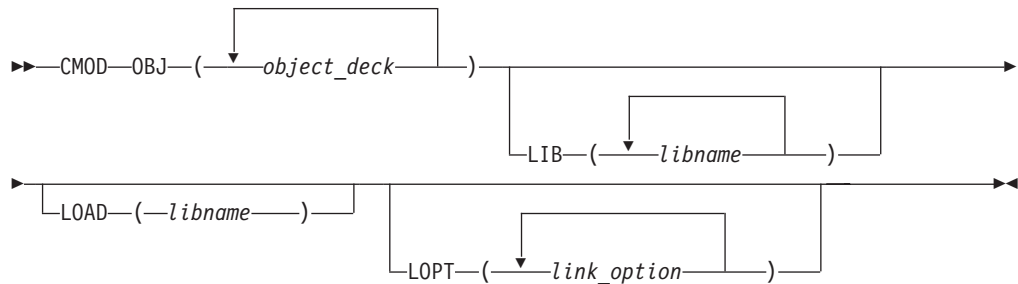 CMOD OBJ ( object_deck )
LIB ( libname )
LOAD ( libname )
LOPT ( link_option )